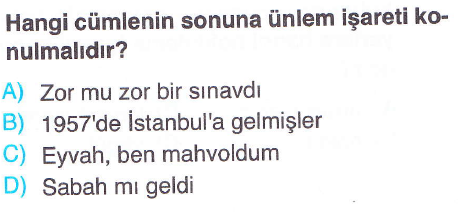 Hangi cümlenin sonuna ünlem işareti ko-
nulmalıdır?
A) Zor mu zor bir sınavdı
B) 1957'de İstanbul'a gelmişler
C) Eyvah, ben mahvoldum
D) Sabah mı geldi